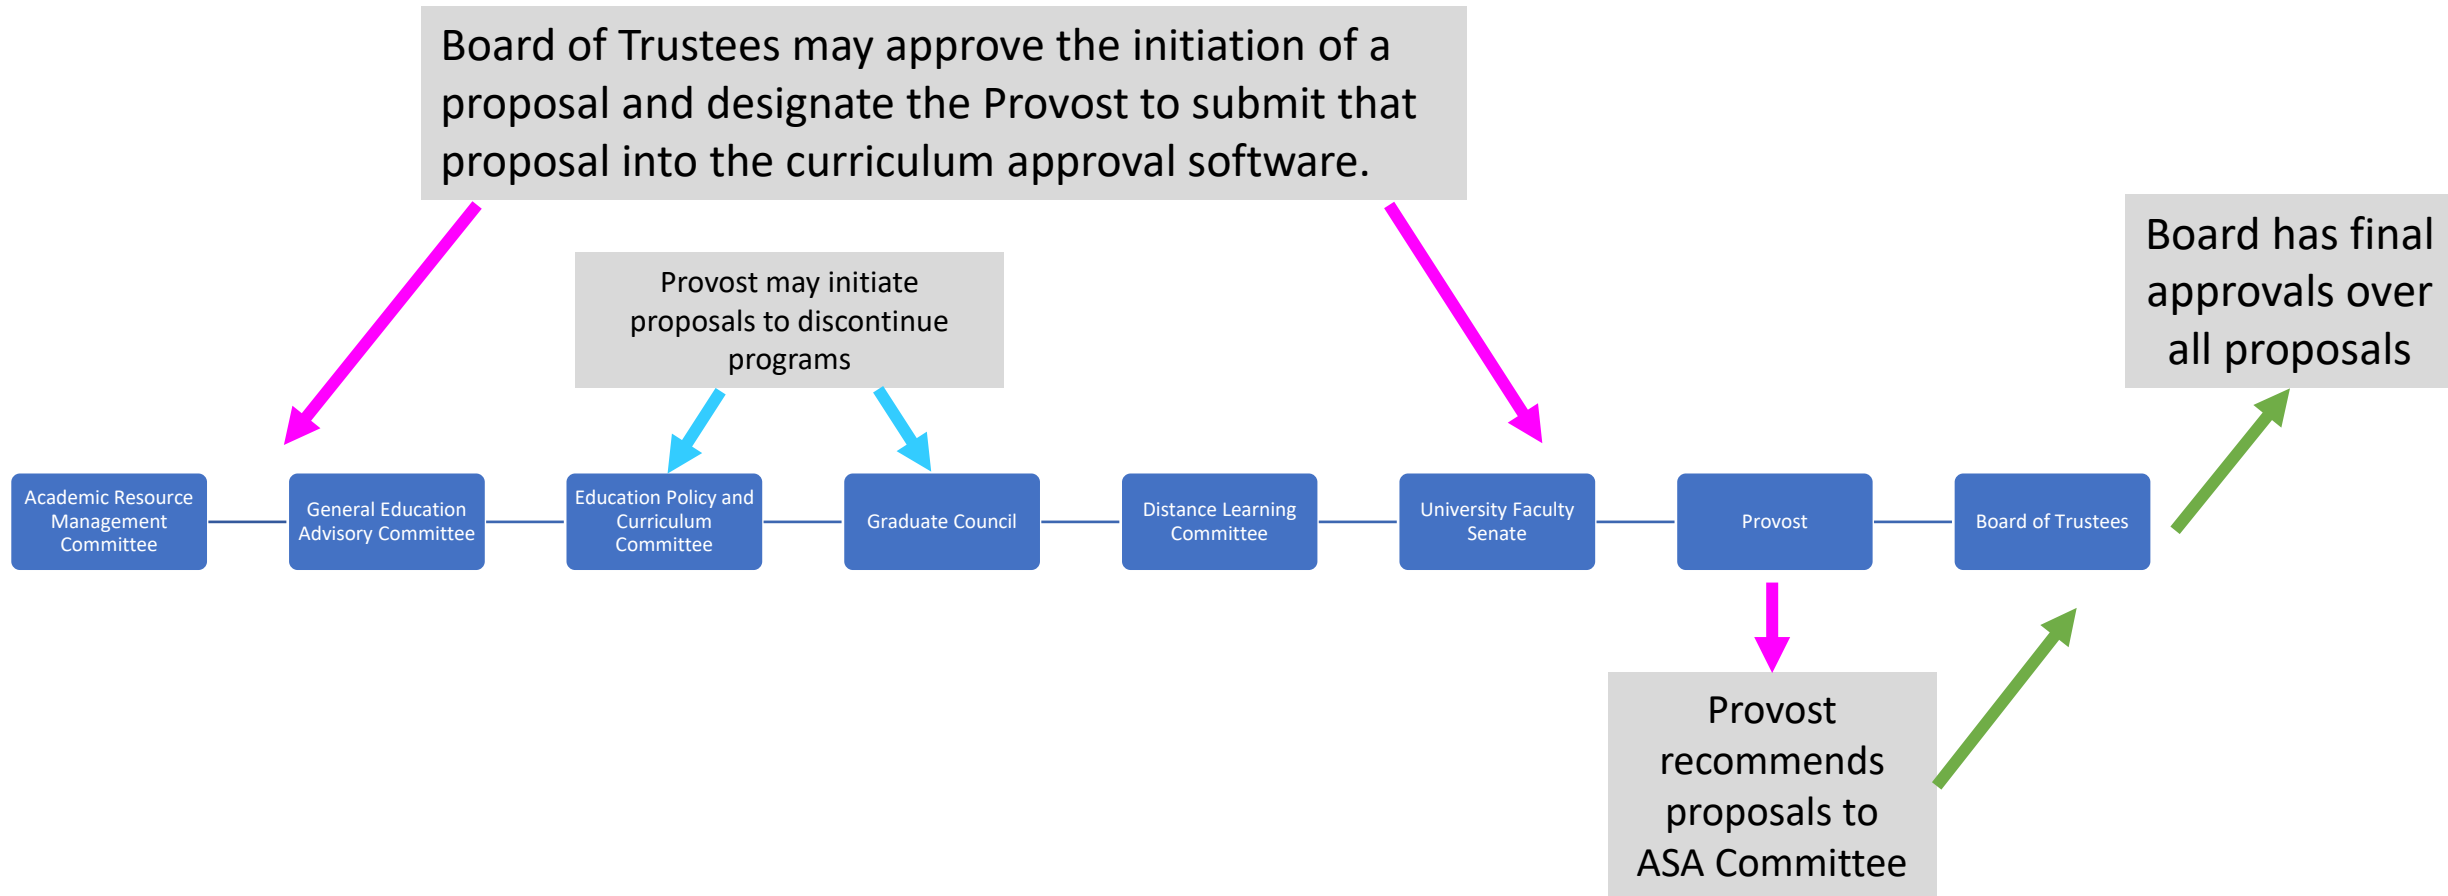 Board of Trustees may approve the initiation of a
proposal and designate the Provost to submit that
proposal into the curriculum approval software.
Board has final
approvals over
all proposals
Provost may initiate
proposals to discontinue
programs
Academic Resource
Management
Committee
General Education
Advisory Committee
Education Policy and
Curriculum
Committee
Graduate Council
Distance Learning
Committee
University Faculty
Senate
Provost
Board of Trustees
Provost
recommends
proposals to
ASA Committee